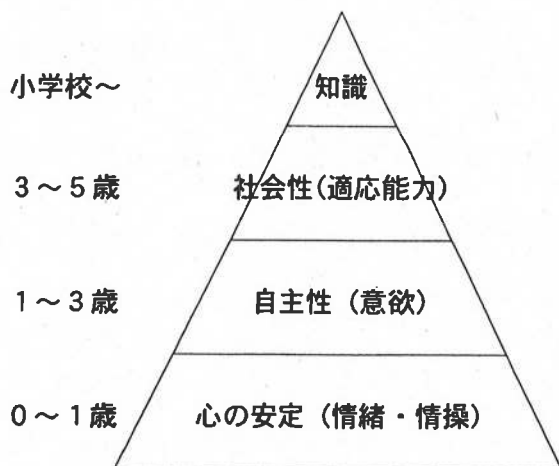 小学校～ 知識
3～5歳 社会性(適応能力)
1～3歳 自主性(意欲)
0～1歳 心の安定(情緒・情操)